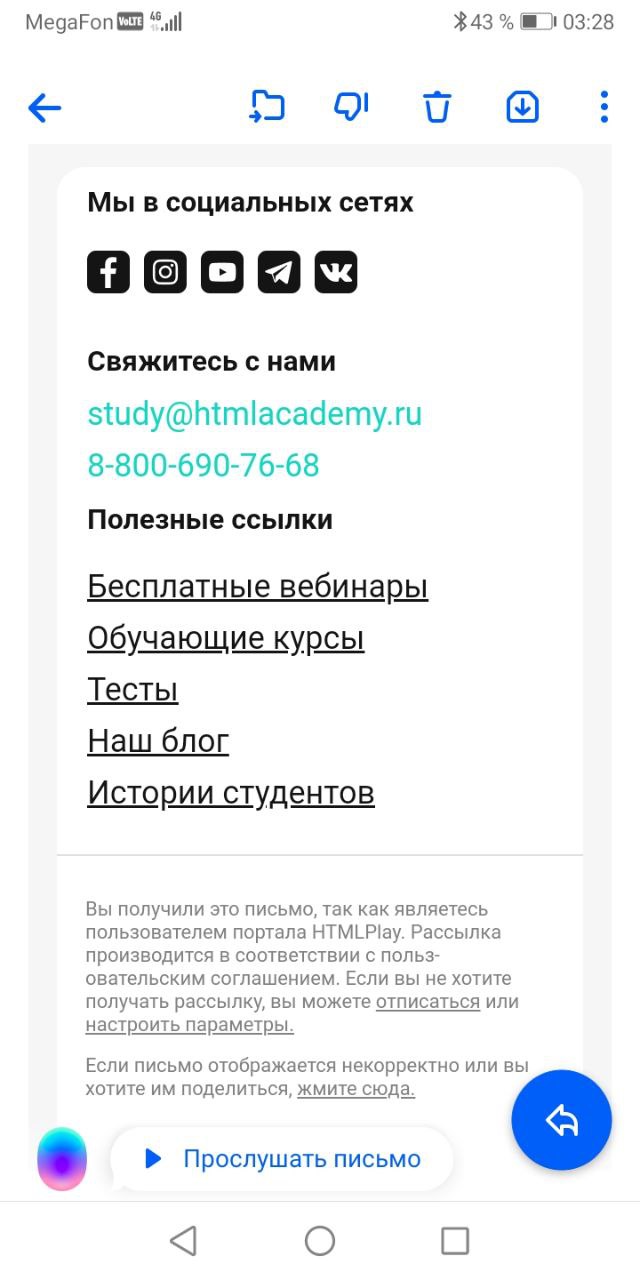 MegaFon VoLTE 4G 43 % 03:28
Мы в социальных сетях
Свяжитесь с нами
study@htmlacademy.ru
8-800-690-76-68
Полезные ссылки
Бесплатные вебинары
Обучающие курсы
Тесты
Наш блог
Истории студентов
Вы получили это письмо, так как являетесь
пользователем портала HTMLPlay. Рассылка
производится в соответствии с польз-
овательским соглашением. Если вы не хотите
получать рассылку, вы можете отписаться или
настроить параметры.
Если письмо отображается некорректно или вы
хотите им поделиться, жмите сюда.
Прослушать письмо